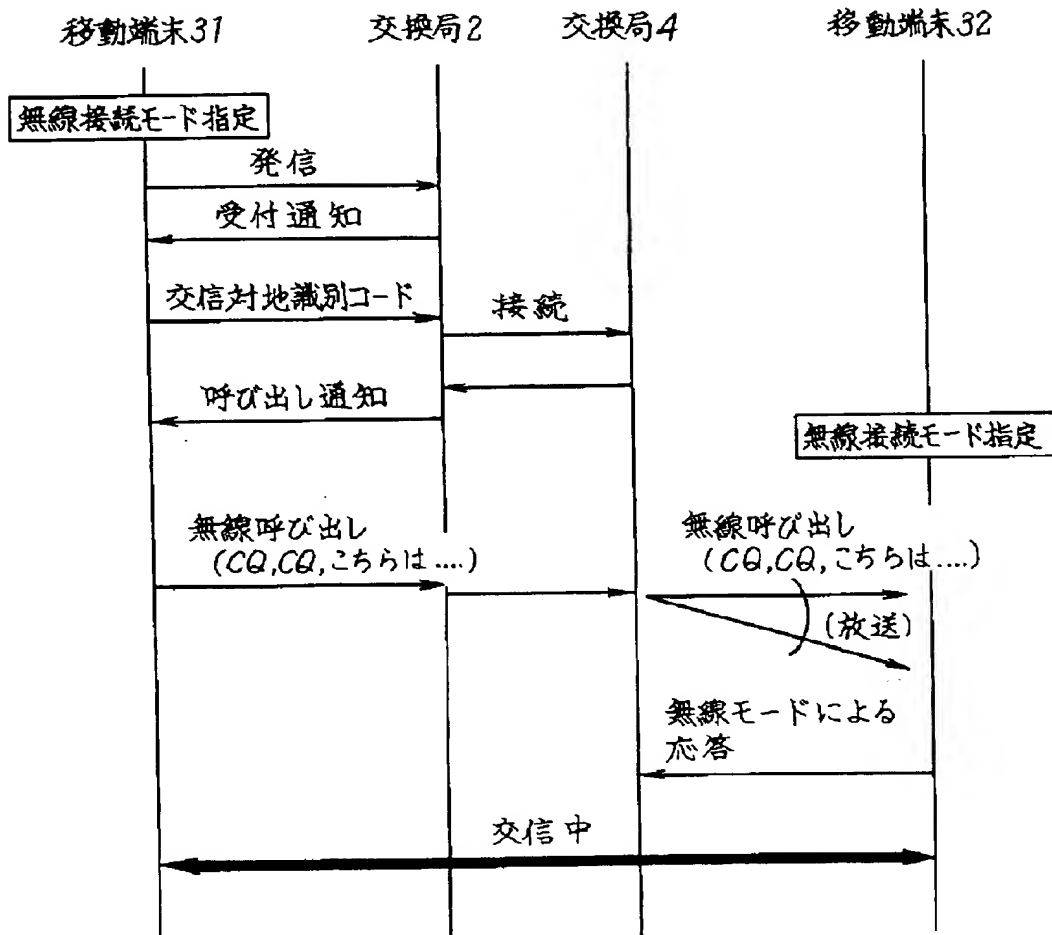 移動端末31
交換局2
交換局4
移動端末32
無線接続モード指定
発信
受付通知
交信対地識別コード
接続
呼び出し通知
無線接続モード指定
無線呼び出し
(CQ,CQ,こちらは....)
無線呼び出し
(CQ,CQ,こちらは....)
(放送)
無線モードによる
応答
交信中